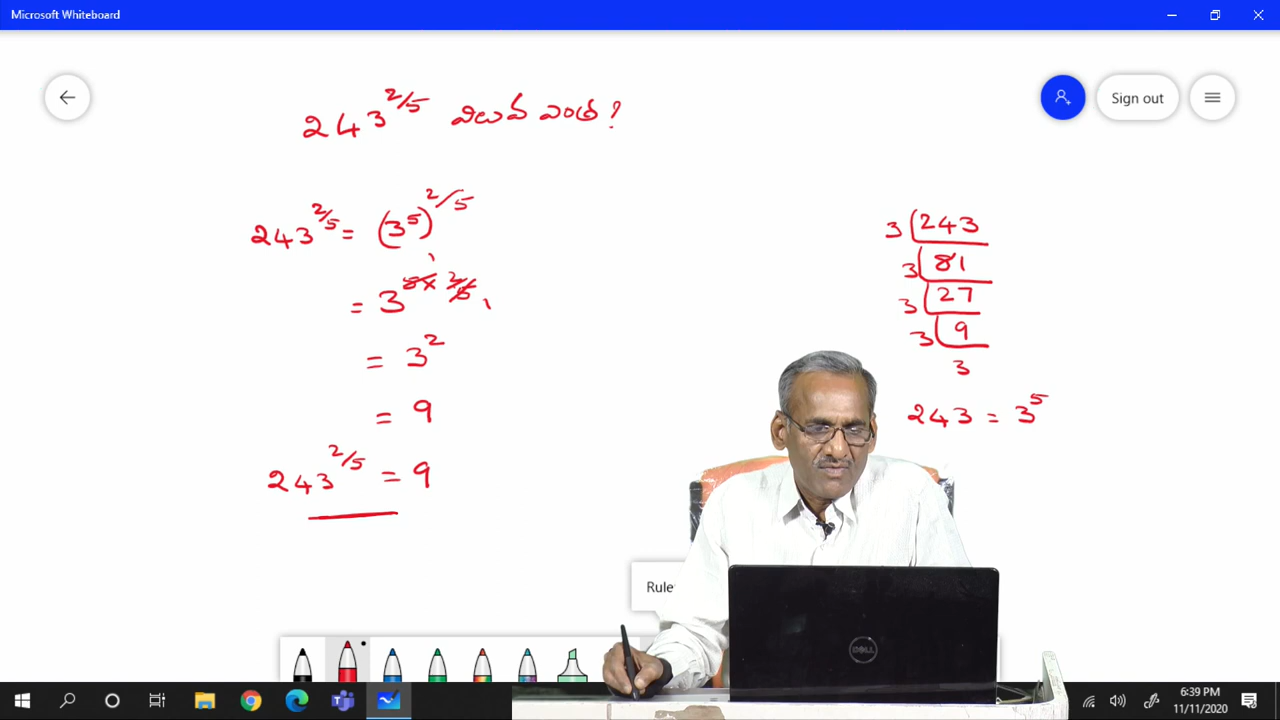 Microsoft Whiteboard
Sign out
243^2/5 విలువ ఎంత?
243^2/5 = (3^5)^2/5
= 3^5x 2/5
= 3^2
= 9
243^2/5 = 9
3 243
3 81
3 27
3 9
3
243 = 3^5
DELL
6:39 PM
11/11/2020